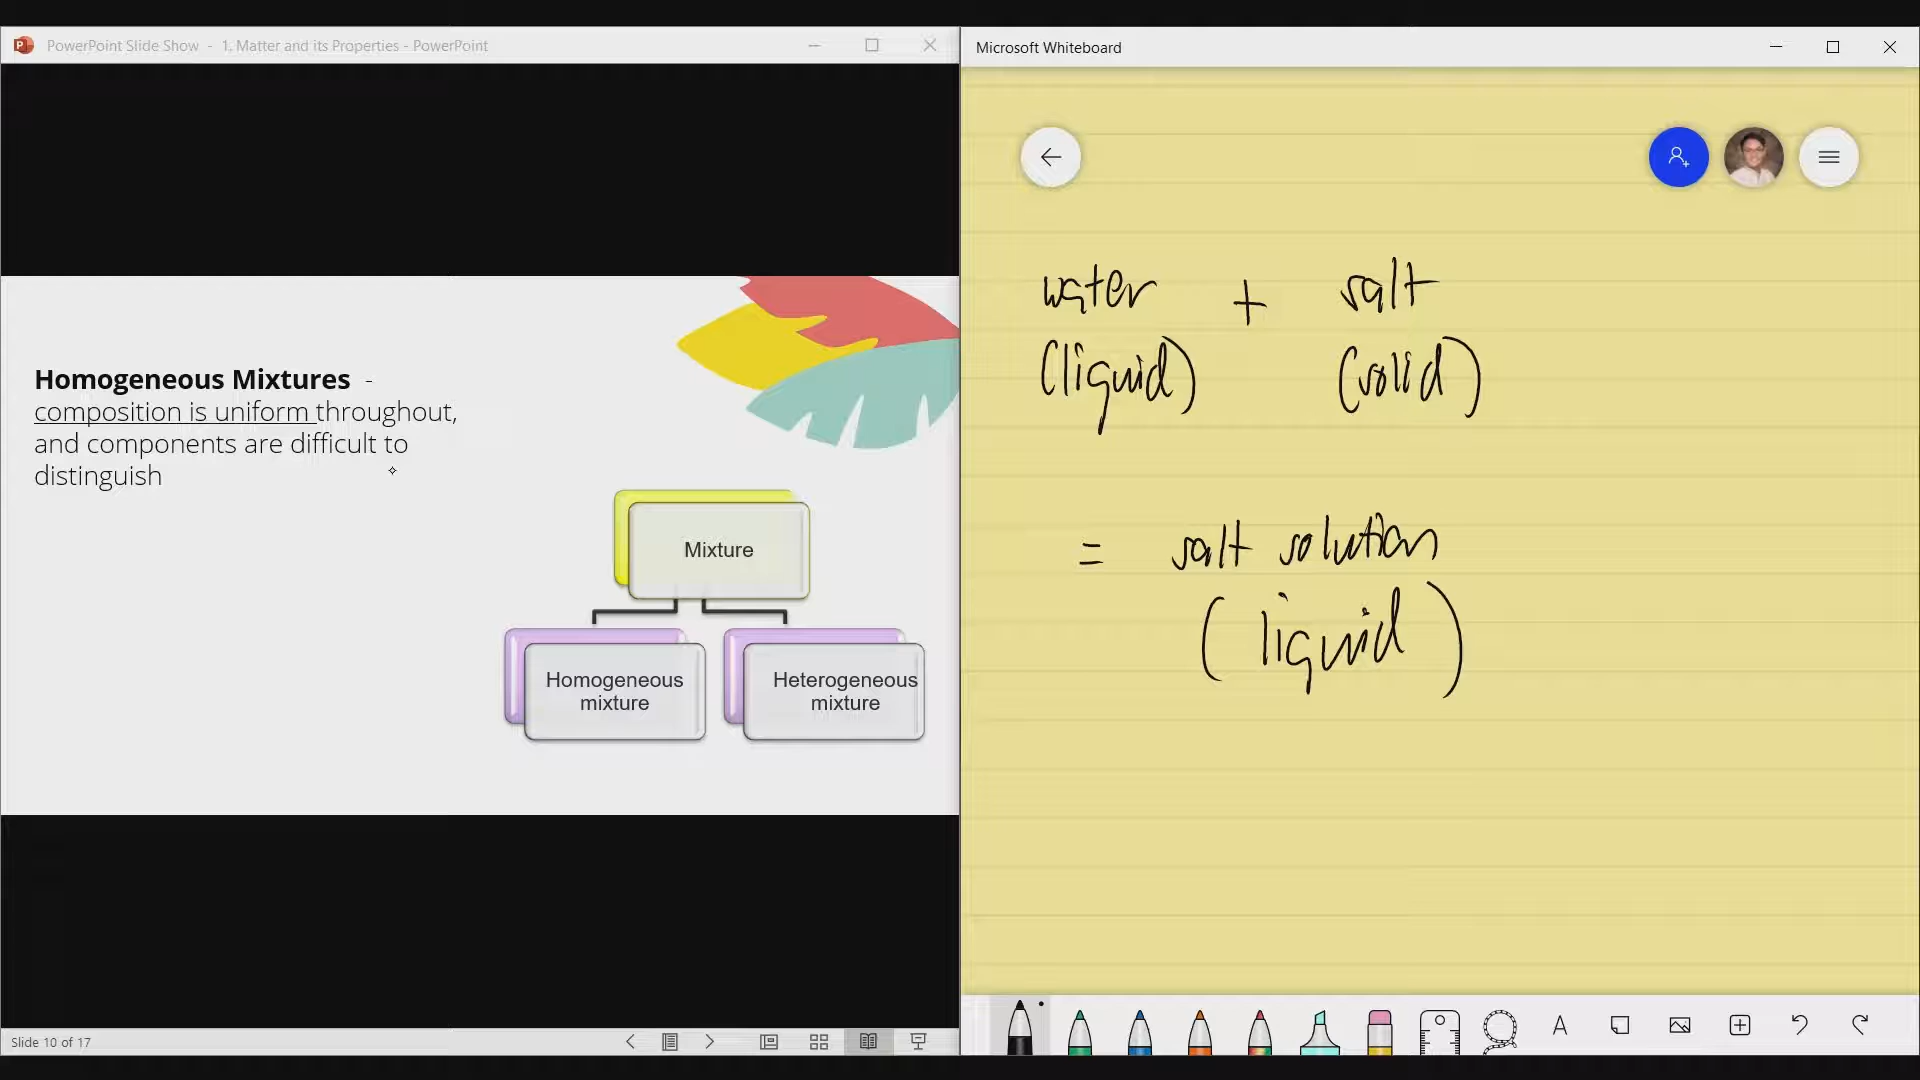 PowerPoint Slide Show - 1. Matter and its Properties - PowerPoint
Homogeneous Mixtures -
composition is uniform throughout,
and components are difficult to
distinguish
Mixture
Homogeneous
mixture
Heterogeneous
mixture
Slide 10 of 17
Microsoft Whiteboard
water + salt
(liquid) (solid)
= salt solution
(liquid)